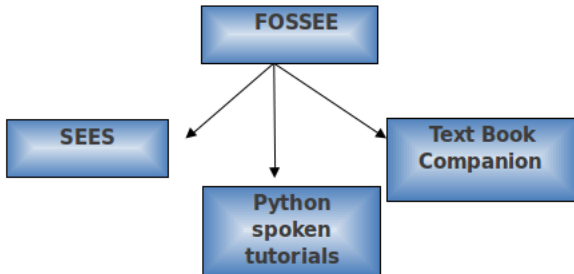 FOSSEE
SEES
Text Book
Companion
Python
spoken
tutorials